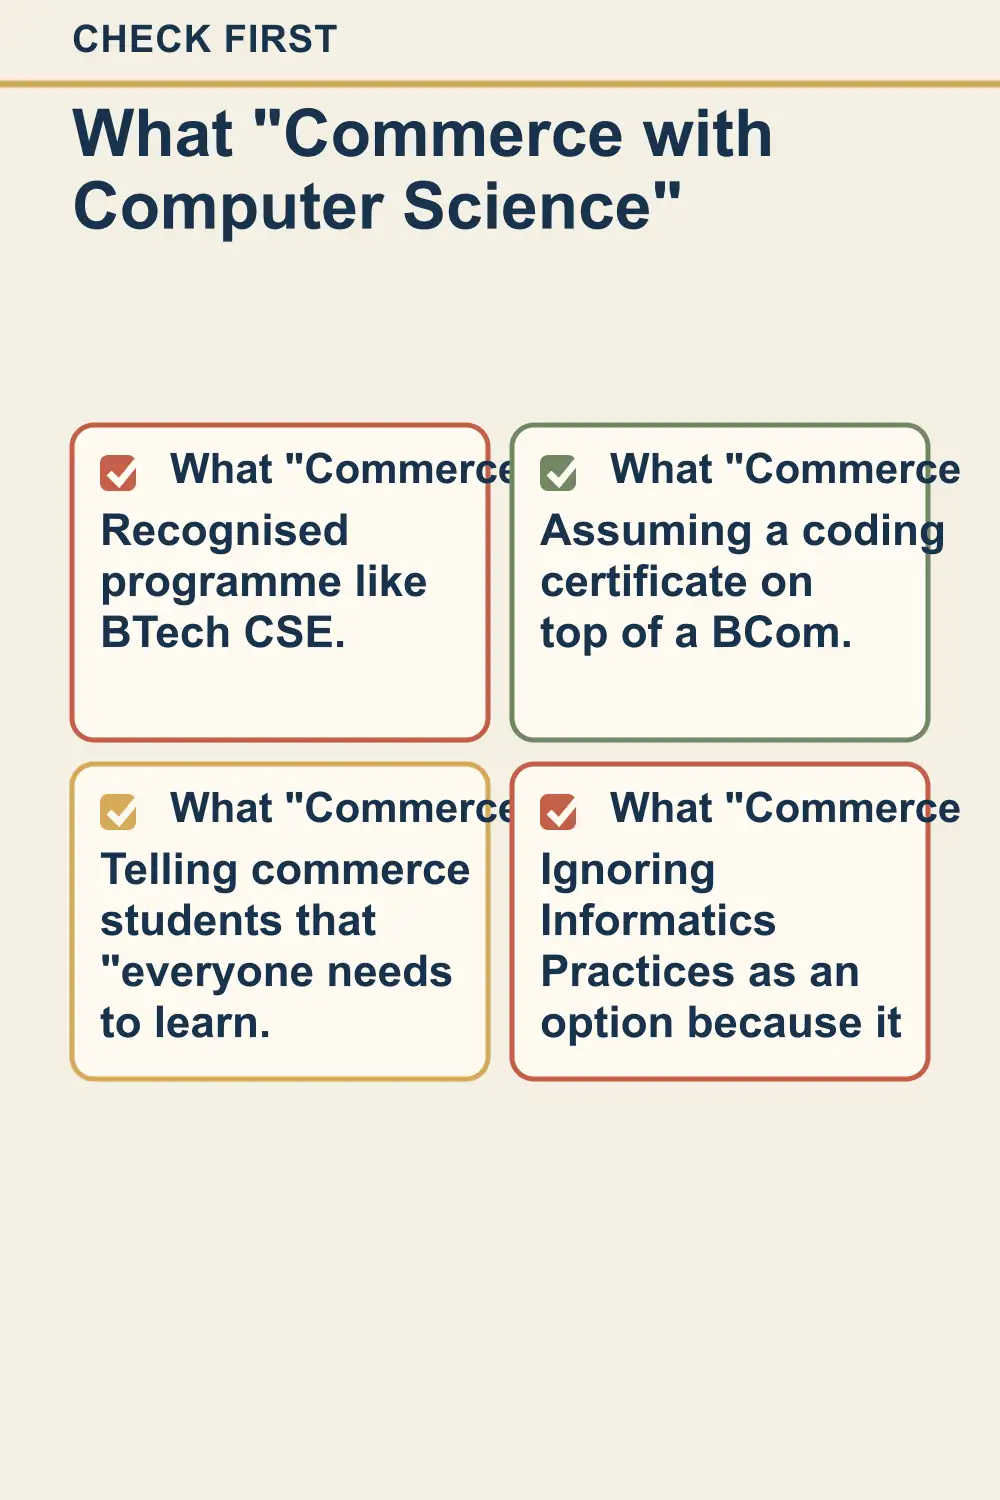 CHECK FIRST
What "Commerce with
Computer Science"
What "Commerce
Recognised
programme like
BTech CSE.
What "Commerce
Assuming a coding
certificate on
top of a BCom.
What "Commerce
Telling commerce
students that
"everyone needs
to learn.
What "Commerce
Ignoring
Informatics
Practices as an
option because it